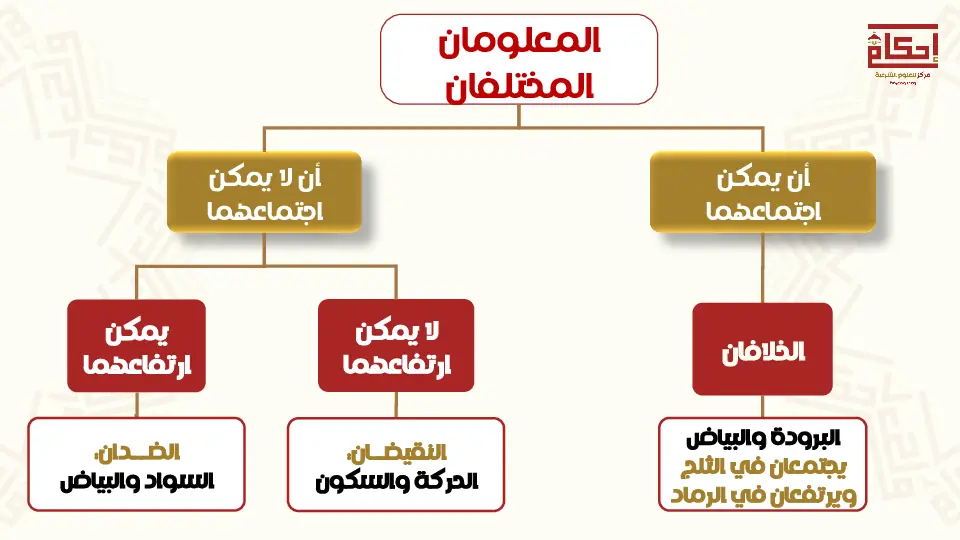 المعلومان
المختلفان
إحكام
مركز للعلوم الشرعية
أن يمكن
اجتماعهما
أن لا يمكن
اجتماعهما
الخلافان
لا يمكن
ارتفاعهما
يمكن
ارتفاعهما
البرودة والبياض
يجتمعان في الثلج
ويرتفعان في الرماد
النقيضان:
الحركة والسكون
الضدان:
السواد والبياض